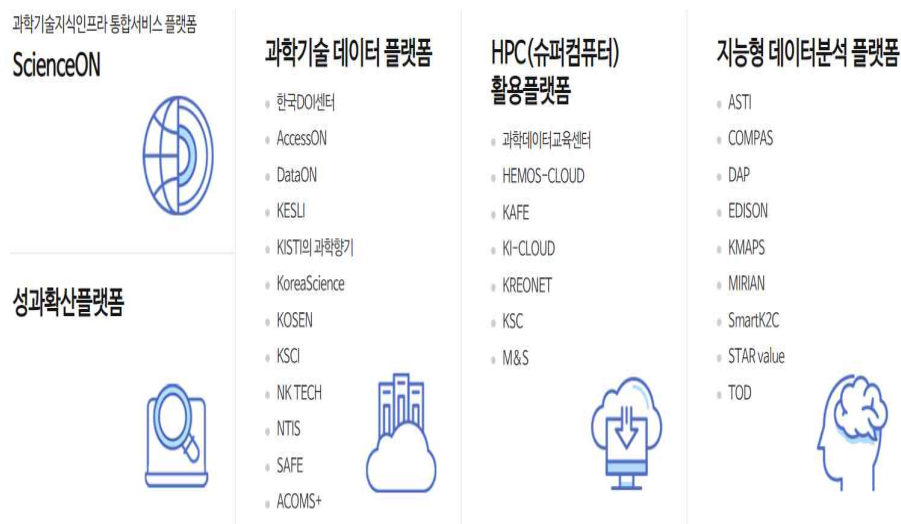 과학기술지식인프라 통합서비스 플랫폼
ScienceON
성과확산플랫폼
과학기술 데이터 플랫폼
한국DOI센터
AccessON
DataON
KESLI
KISTI의 과학향기
KoreaScience
KOSEN
KSCI
NK TECH
NTIS
SAFE
ACOMS+
HPC(슈퍼컴퓨터)
활용플랫폼
과학데이터교육센터
HEMOS-CLOUD
KAFE
KI-CLOUD
KREONET
KSC
M&S
지능형 데이터분석 플랫폼
ASTI
COMPAS
DAP
EDISON
KMAPS
MIRIAN
SmartK2C
STAR value
TOD